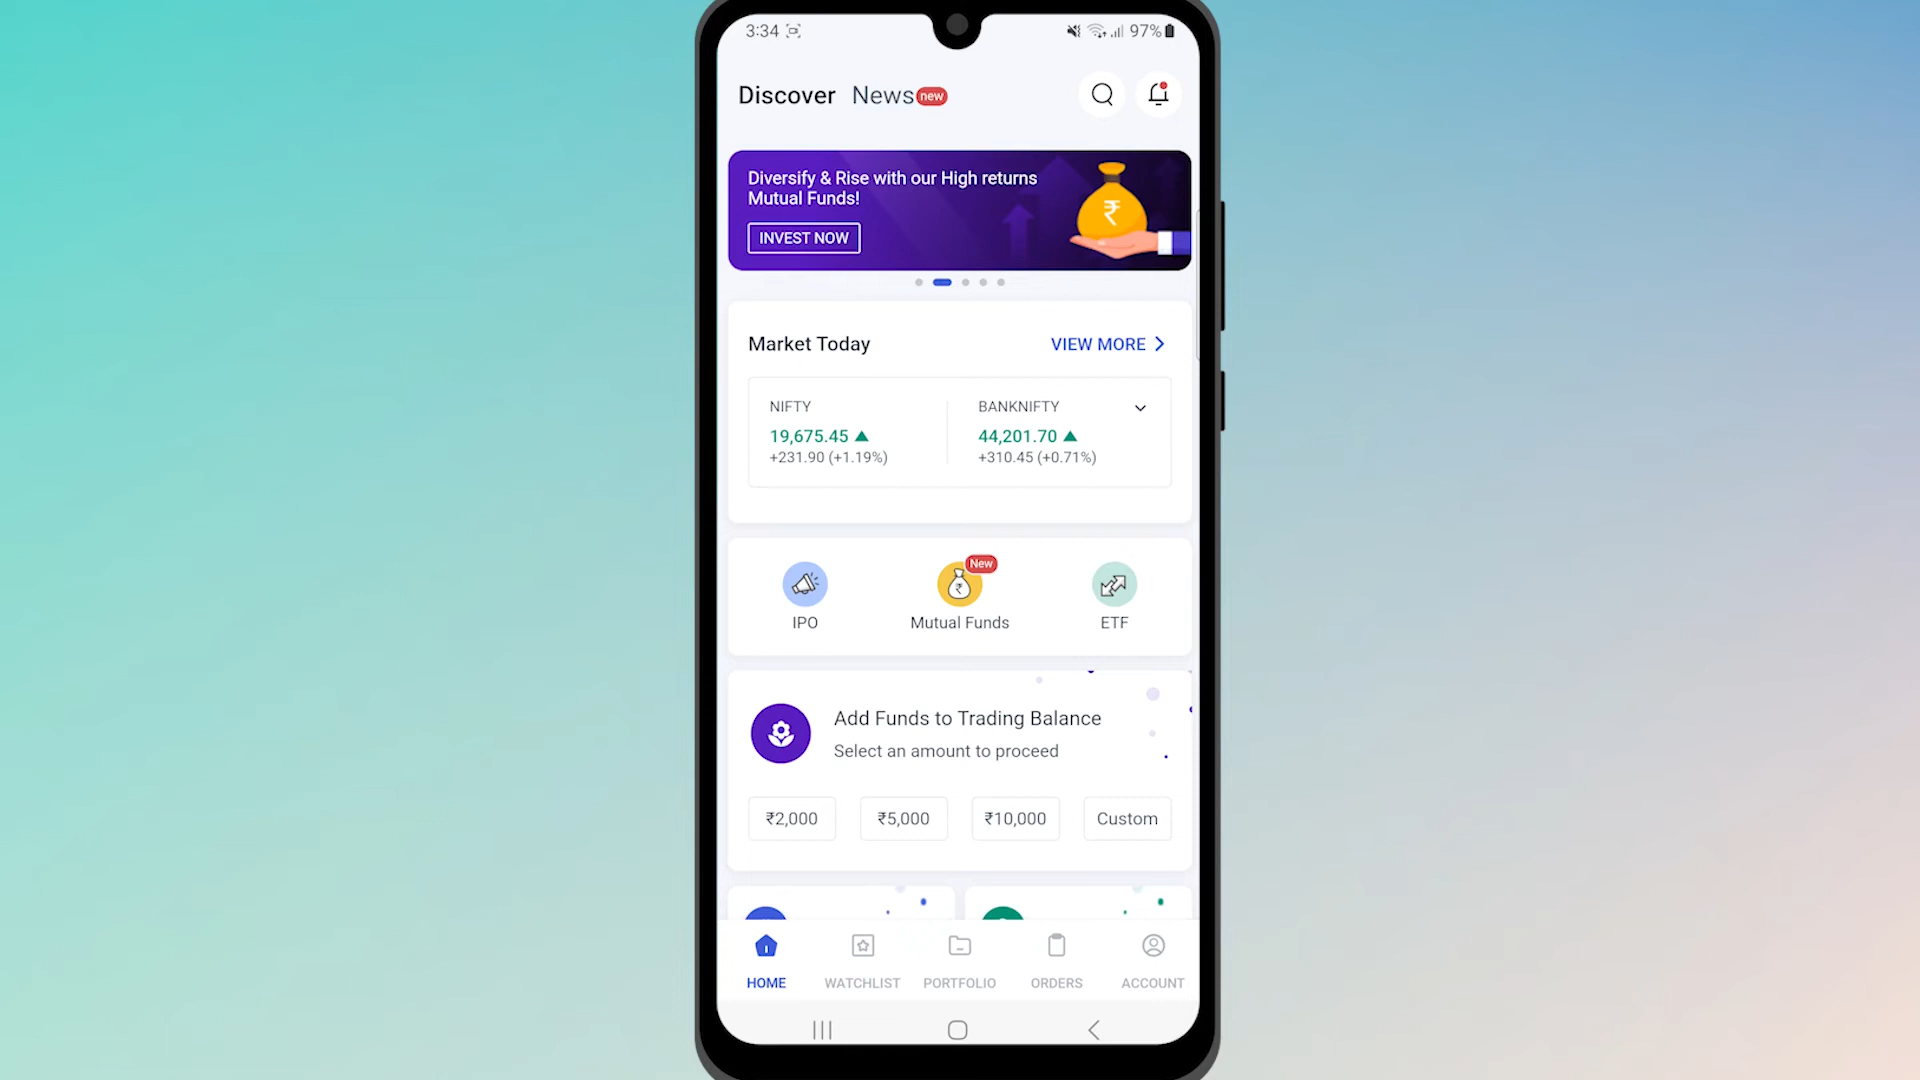 3:34 97%
Discover News new
Diversify & Rise with our High returns
Mutual Funds!
INVEST NOW
Market Today VIEW MORE
NIFTY BANKNIFTY
19,675.45 44,201.70
+231.90 (+1.19%) +310.45 (+0.71%)
New
IPO Mutual Funds ETF
Add Funds to Trading Balance
Select an amount to proceed
₹2,000 ₹5,000 ₹10,000 Custom
HOME WATCHLIST PORTFOLIO ORDERS ACCOUNT